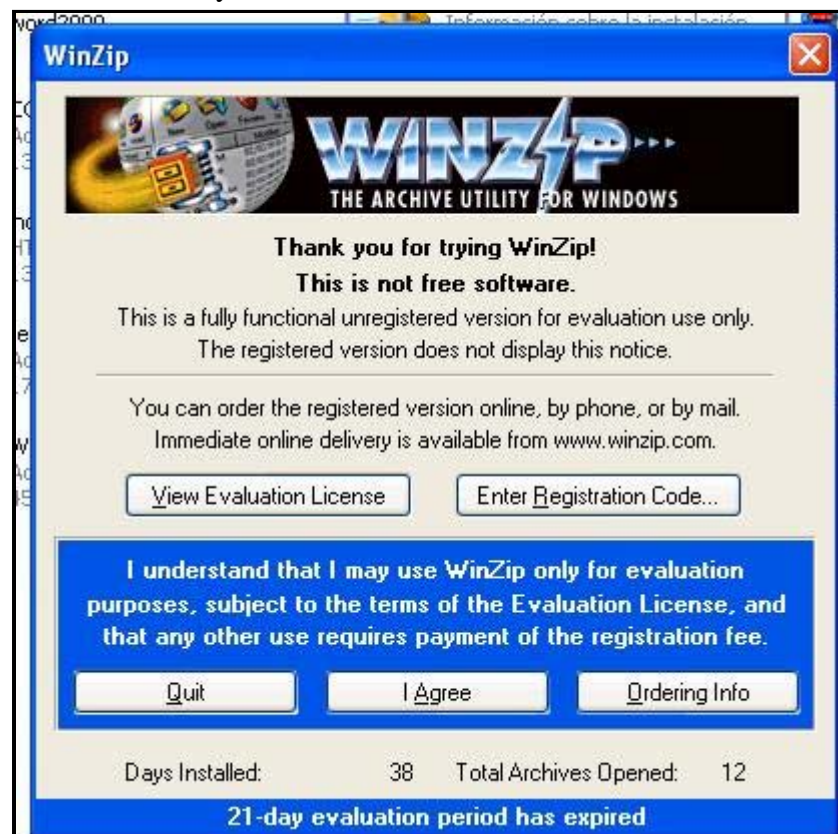 word2000
Información sobre la instalación
WinZip
WINZIP
THE ARCHIVE UTILITY FOR WINDOWS
Thank you for trying WinZip!
This is not free software.
This is a fully functional unregistered version for evaluation use only.
The registered version does not display this notice.
You can order the registered version online, by phone, or by mail.
Immediate online delivery is available from www.winzip.com.
View Evaluation License
Enter Registration Code...
I understand that I may use WinZip only for evaluation
purposes, subject to the terms of the Evaluation License, and
that any other use requires payment of the registration fee.
Quit
I Agree
Ordering Info
Days Installed: 38 Total Archives Opened: 12
21-day evaluation period has expired